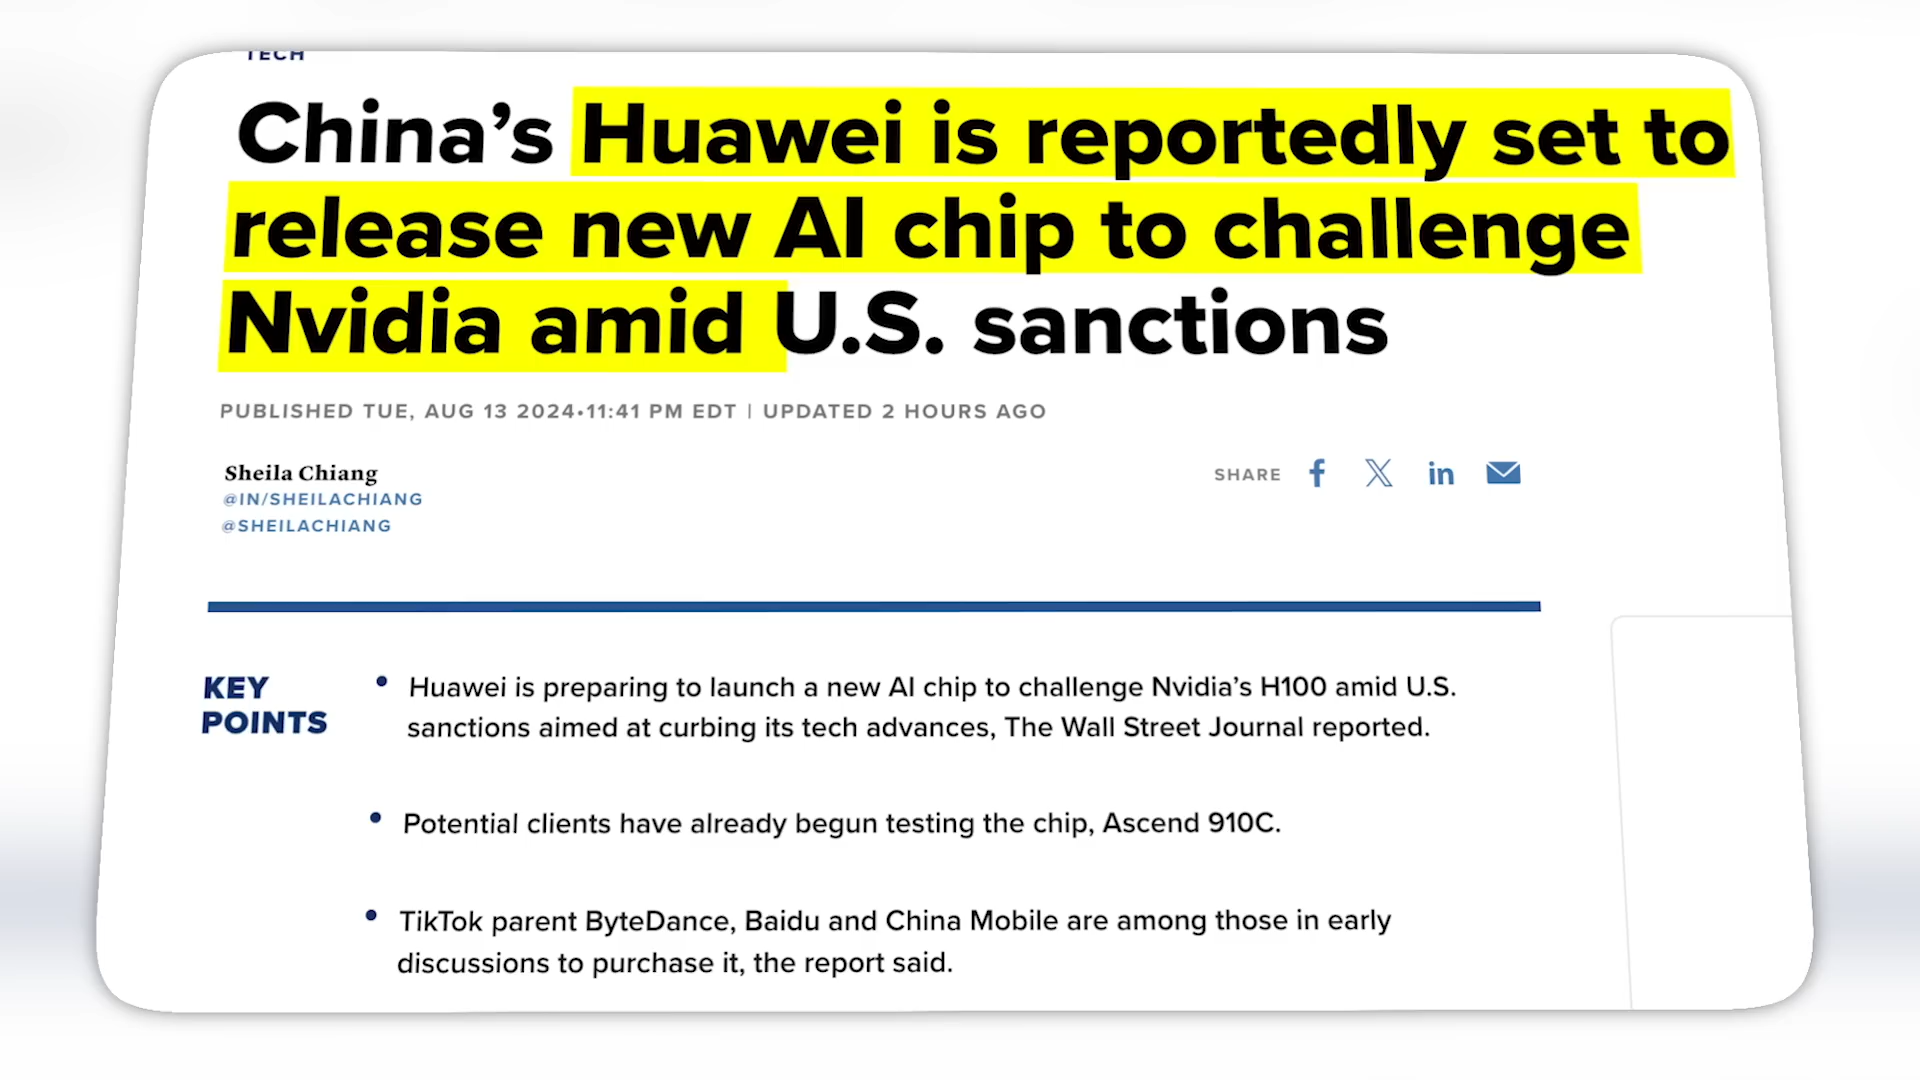 TECH
China’s Huawei is reportedly set to
release new AI chip to challenge
Nvidia amid U.S. sanctions
PUBLISHED TUE, AUG 13 2024•11:41 PM EDT | UPDATED 2 HOURS AGO
Sheila Chiang
@IN/SHEILACHIANG
@SHEILACHIANG
SHARE
KEY
POINTS
• Huawei is preparing to launch a new AI chip to challenge Nvidia’s H100 amid U.S.
sanctions aimed at curbing its tech advances, The Wall Street Journal reported.
• Potential clients have already begun testing the chip, Ascend 910C.
• TikTok parent ByteDance, Baidu and China Mobile are among those in early
discussions to purchase it, the report said.